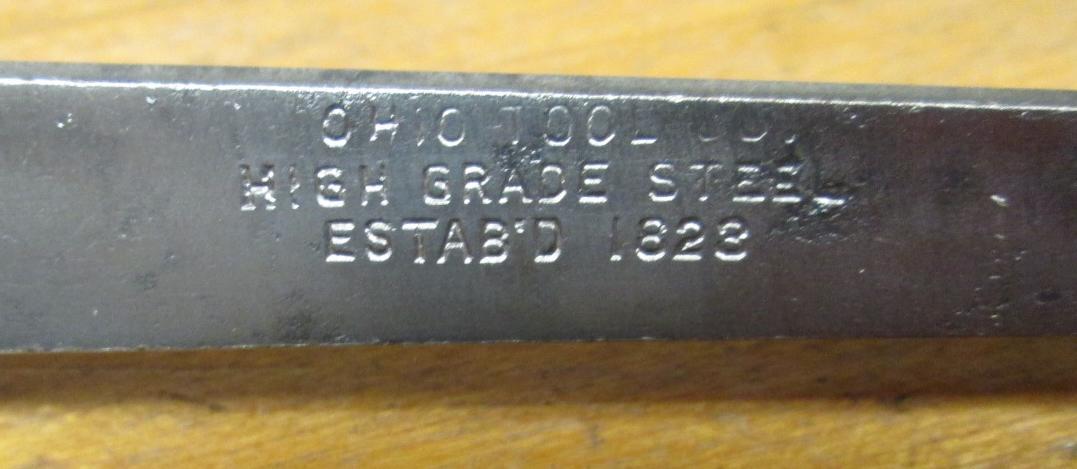 OHIO TOOL CO.
HIGH GRADE STEEL
ESTAB'D 1823